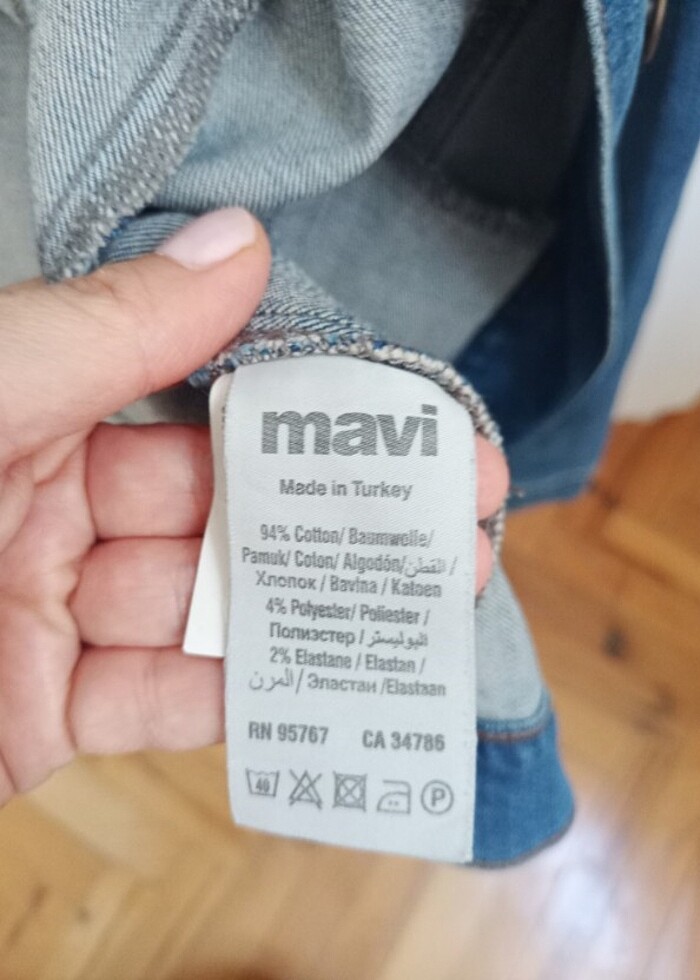 mavi
Made in Turkey
94% Cotton/ Baumwolle/
Pamuk/ Coton/ Algodón/القطن /
Хлопок / Bavlna / Katoen
4% Polyester/ Poliester /
Полиэстер / البوليستر
2% Elastane / Elastan /
المرن / Эластан /Elastaan
RN 95767 CA 34786
40 P